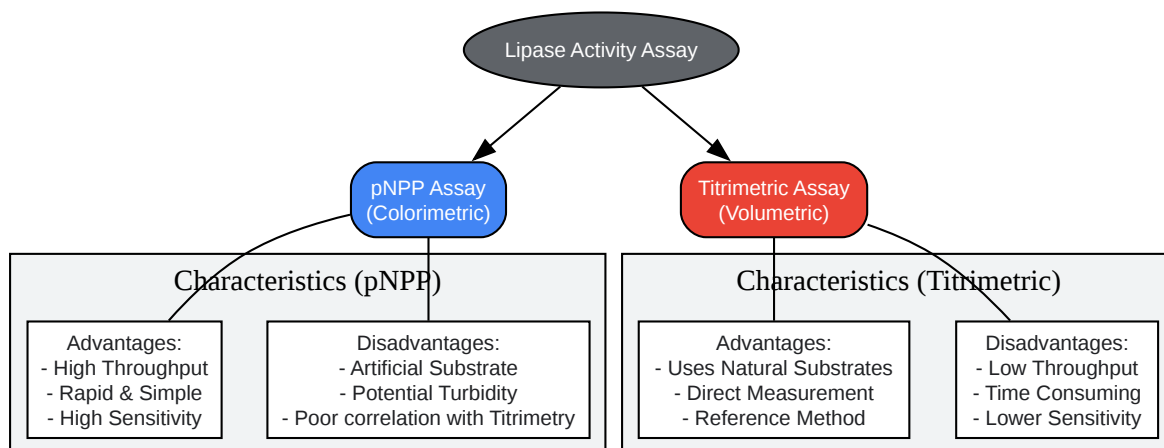 Lipase Activity Assay
pNPP Assay
(Colorimetric)
Titrimetric Assay
(Volumetric)
Characteristics (pNPP)
Advantages:
- High Throughput
- Rapid & Simple
- High Sensitivity
Disadvantages:
- Artificial Substrate
- Potential Turbidity
- Poor correlation with Titrimetry
Characteristics (Titrimetric)
Advantages:
- Uses Natural Substrates
- Direct Measurement
- Reference Method
Disadvantages:
- Low Throughput
- Time Consuming
- Lower Sensitivity